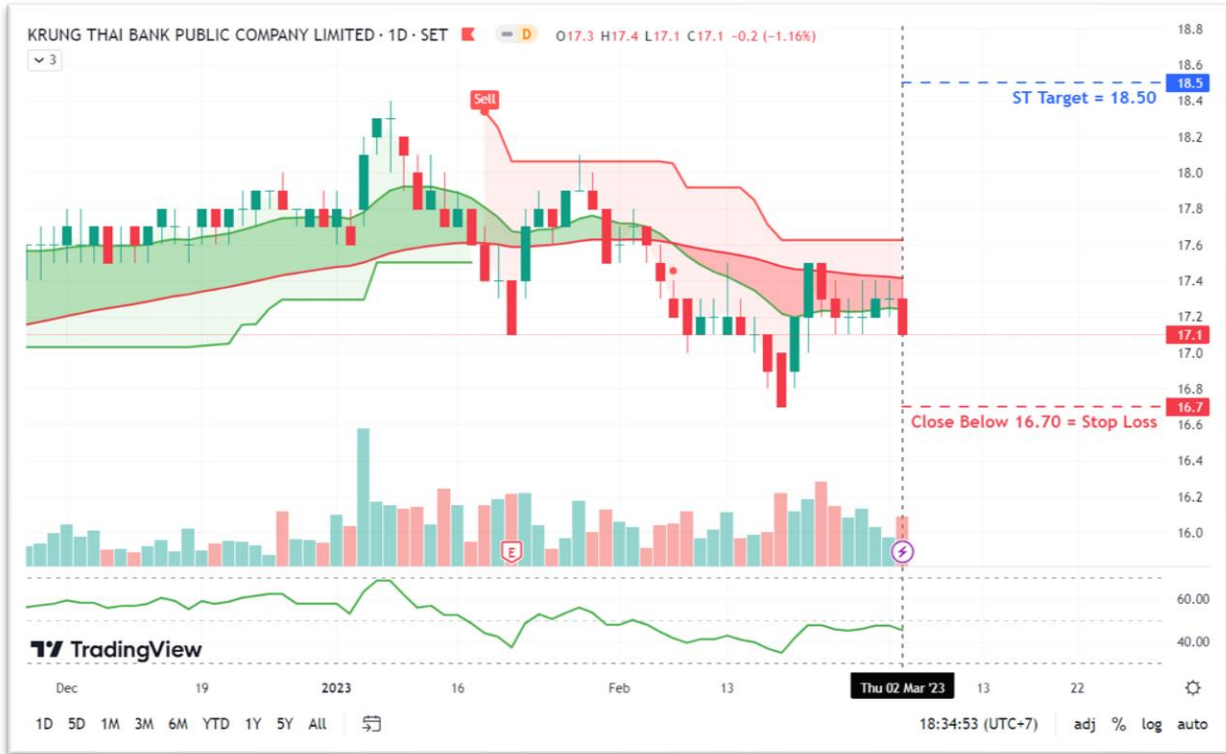 KRUNG THAI BANK PUBLIC COMPANY LIMITED · 1D · SET D O17.3 H17.4 L17.1 C17.1 −0.2 (−1.16%)
3
18.8
18.6
18.5
ST Target = 18.50
18.4
Sell
18.2
18.0
17.8
17.6
17.4
17.2
17.1
17.0
16.8
16.7
Close Below 16.70 = Stop Loss
16.6
16.4
16.2
16.0
E
60.00
40.00
TradingView
Dec 19 2023 16 Feb 13 Thu 02 Mar '23 13 22
1D 5D 1M 3M 6M YTD 1Y 5Y All 18:34:53 (UTC+7) adj % log auto